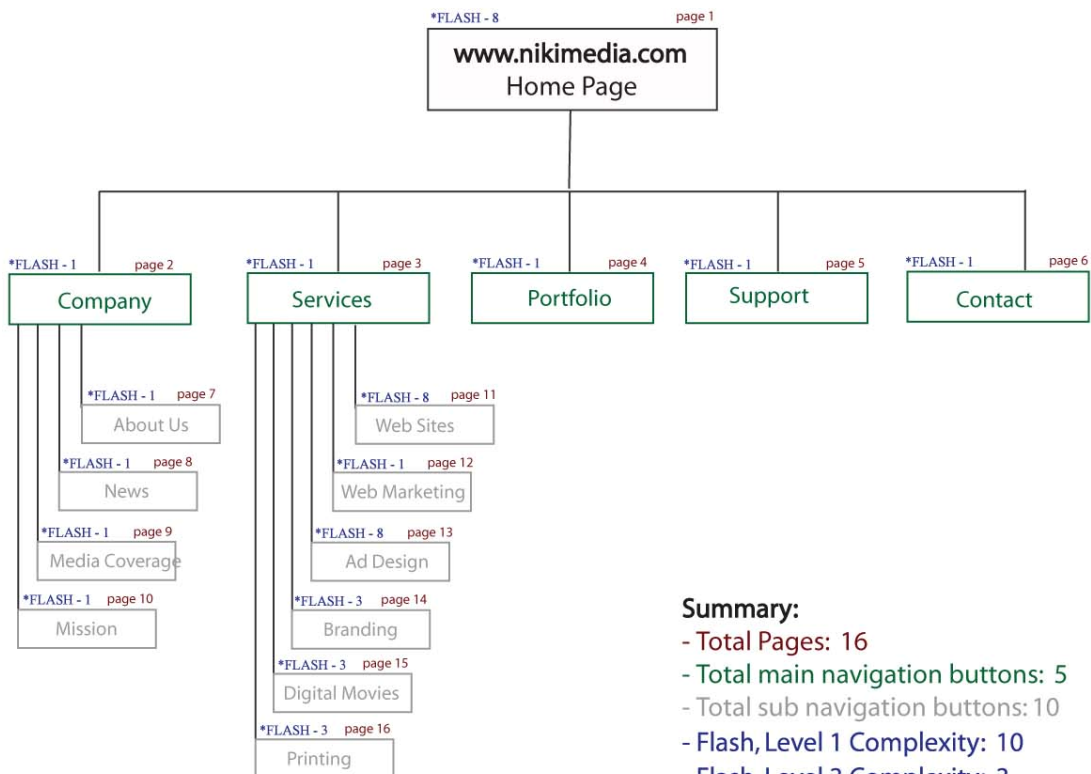 *FLASH - 8 page 1
www.nikimedia.com
Home Page
*FLASH - 1 page 2
Company
*FLASH - 1 page 3
Services
*FLASH - 1 page 4
Portfolio
*FLASH - 1 page 5
Support
*FLASH - 1 page 6
Contact
*FLASH - 1 page 7
About Us
*FLASH - 1 page 8
News
*FLASH - 1 page 9
Media Coverage
*FLASH - 1 page 10
Mission
*FLASH - 8 page 11
Web Sites
*FLASH - 1 page 12
Web Marketing
*FLASH - 8 page 13
Ad Design
*FLASH - 3 page 14
Branding
*FLASH - 3 page 15
Digital Movies
*FLASH - 3 page 16
Printing
Summary:
- Total Pages: 16
- Total main navigation buttons: 5
- Total sub navigation buttons: 10
- Flash, Level 1 Complexity: 10